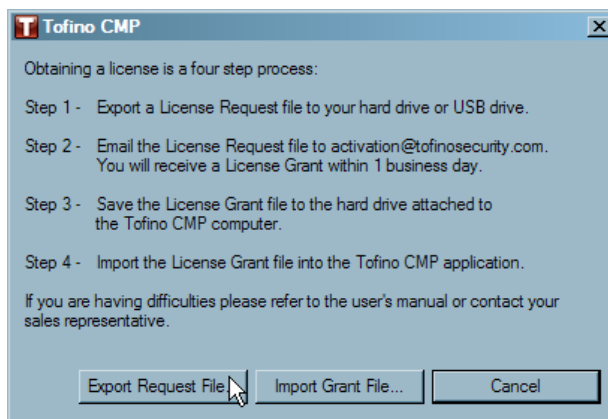 Tofino CMP
Obtaining a license is a four step process:
Step 1 - Export a License Request file to your hard drive or USB drive.
Step 2 - Email the License Request file to activation@tofinosecurity.com.
You will receive a License Grant within 1 business day.
Step 3 - Save the License Grant file to the hard drive attached to
the Tofino CMP computer.
Step 4 - Import the License Grant file into the Tofino CMP application.
If you are having difficulties please refer to the user's manual or contact your
sales representative.
Export Request File... Import Grant File... Cancel